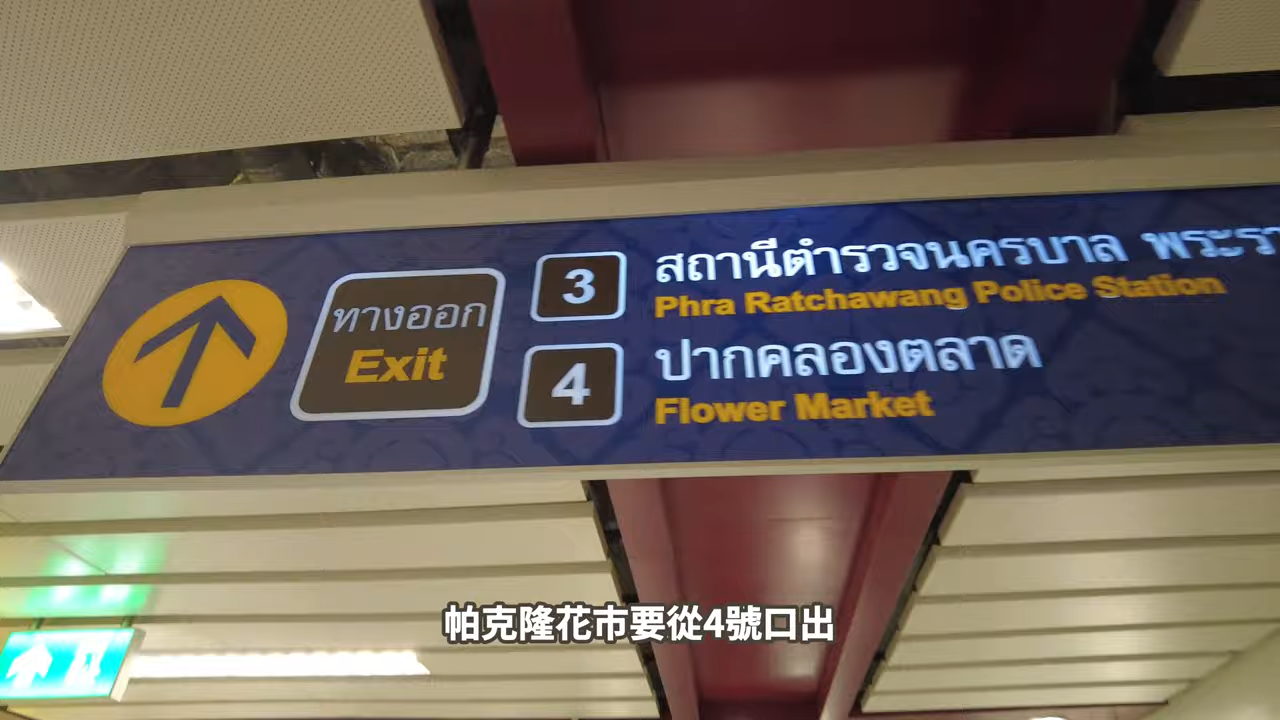 ทางออก
Exit
3
สถานีตำรวจนครบาล
Phra Ratchawang Police Station
4
ปากคลองตลาด
Flower Market
帕克隆花市要從4號口出